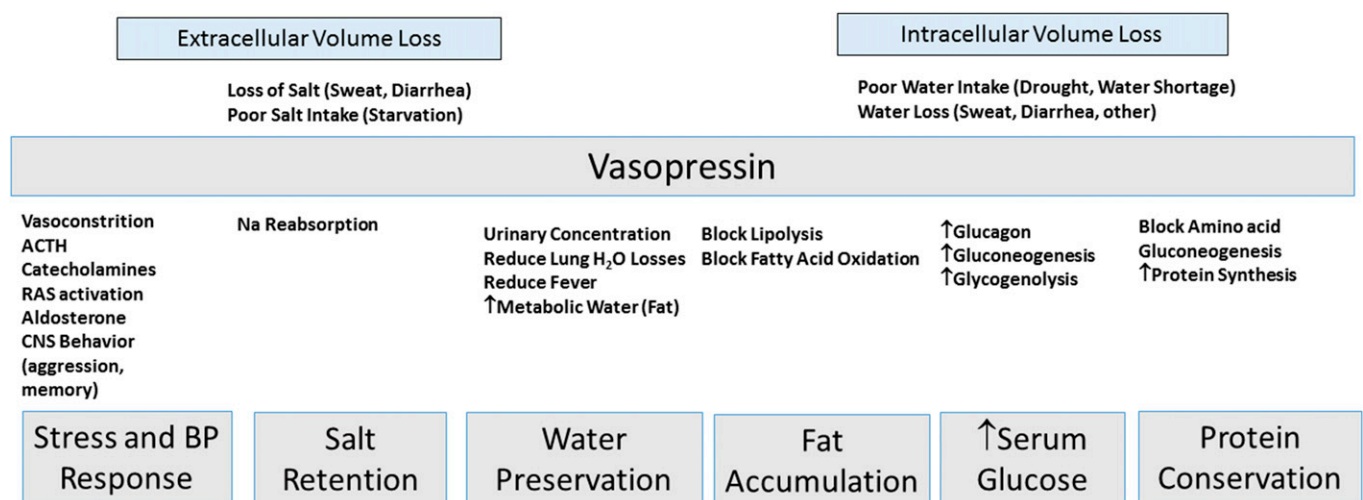 Extracellular Volume Loss
Intracellular Volume Loss
Loss of Salt (Sweat, Diarrhea)
Poor Salt Intake (Starvation)
Poor Water Intake (Drought, Water Shortage)
Water Loss (Sweat, Diarrhea, other)
Vasopressin
Vasoconstrition
ACTH
Catecholamines
RAS activation
Aldosterone
CNS Behavior
(aggression,
memory)
Na Reabsorption
Urinary Concentration
Reduce Lung H₂O Losses
Reduce Fever
↑Metabolic Water (Fat)
Block Lipolysis
Block Fatty Acid Oxidation
↑Glucagon
↑Gluconeogenesis
↑Glycogenolysis
Block Amino acid
Gluconeogenesis
↑Protein Synthesis
Stress and BP
Response
Salt
Retention
Water
Preservation
Fat
Accumulation
↑Serum
Glucose
Protein
Conservation